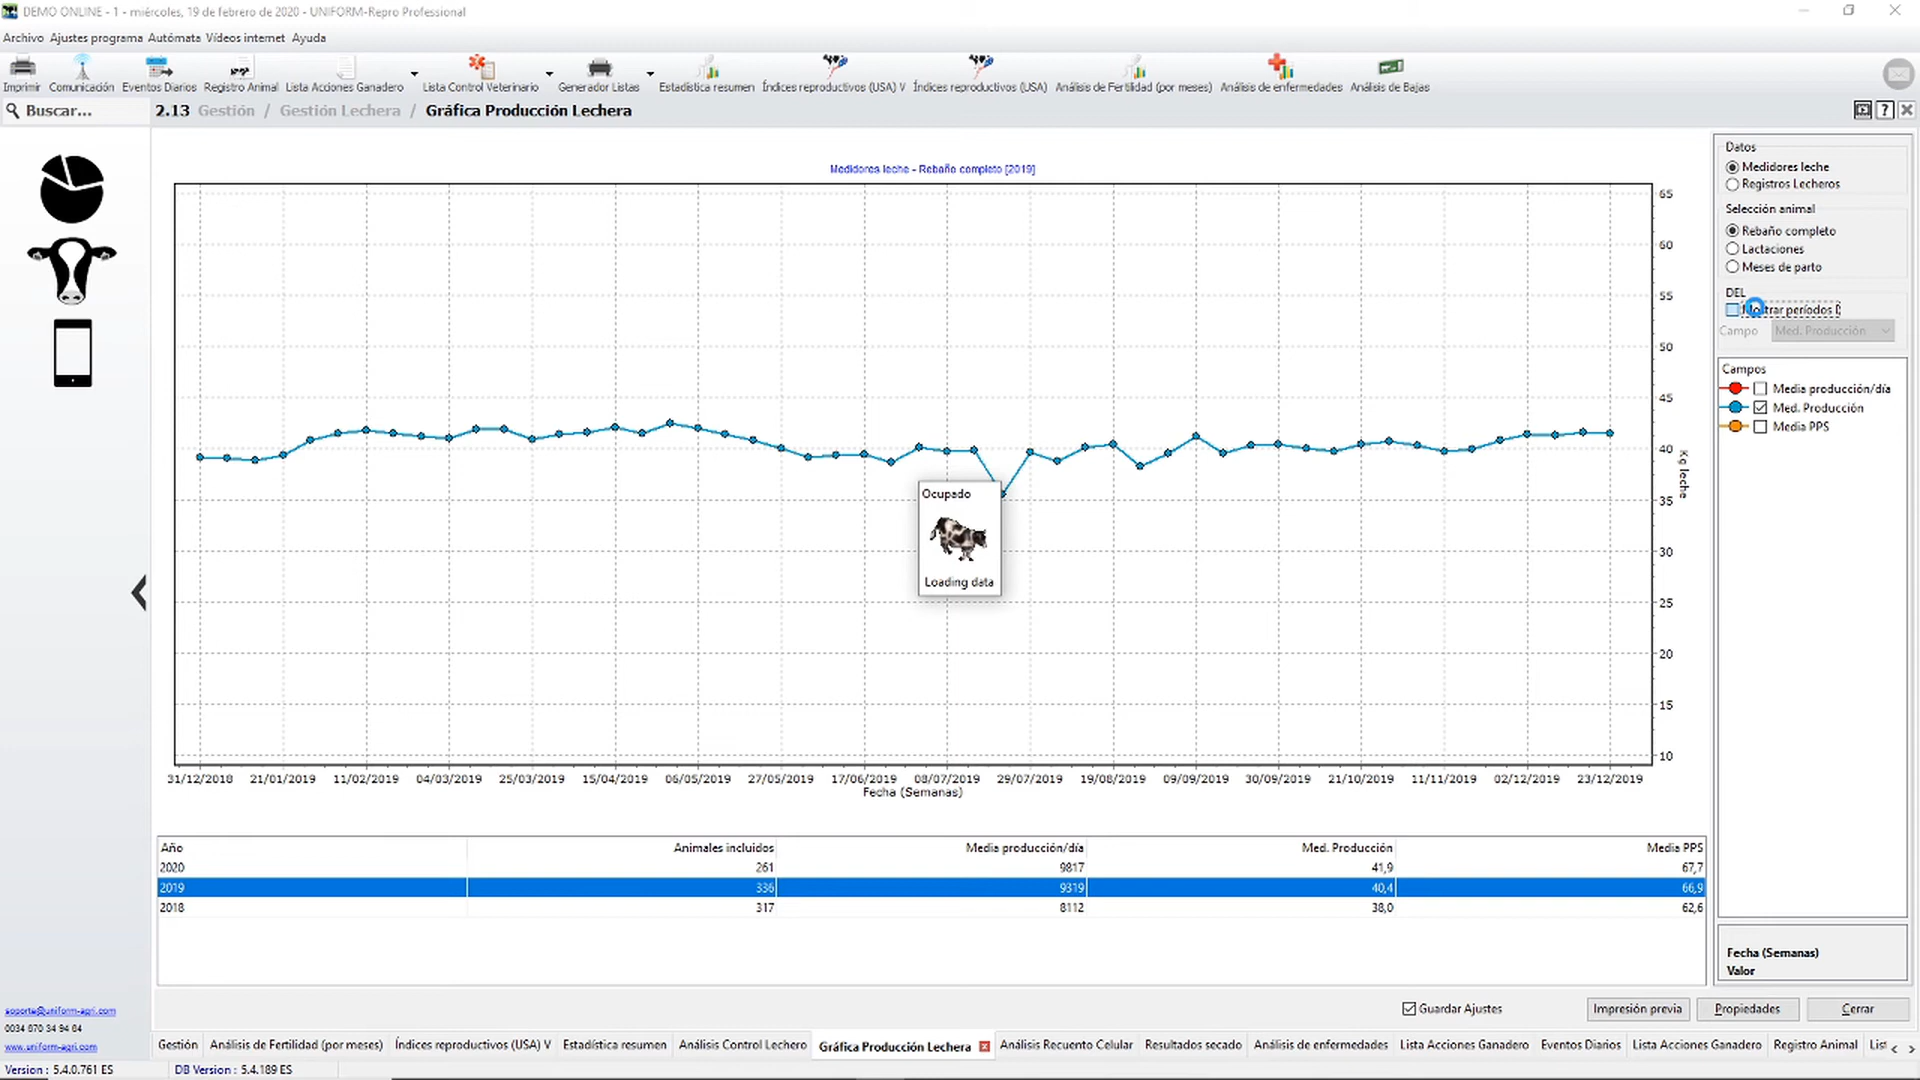 DEMO ONLINE - 1 - miércoles, 19 de febrero de 2020 - UNIFORM-Repro Professional
Archivo Ajustes programa Autómata Vídeos internet Ayuda
Imprimir Comunicación Eventos Diarios Registro Animal Lista Acciones Ganadero Lista Control Veterinario Generador Listas Estadística resumen Índices reproductivos (USA) V Índices reproductivos (USA) Análisis de Fertilidad (por meses) Análisis de enfermedades Análisis de Bajas
Buscar...
2.13 Gestión / Gestión Lechera / Gráfica Producción Lechera
Medidores leche - Rebaño completo [2019]
65
60
55
50
45
40
35
30
25
20
15
10
Kg leche
31/12/2018 21/01/2019 11/02/2019 04/03/2019 25/03/2019 15/04/2019 06/05/2019 27/05/2019 17/06/2019 08/07/2019 29/07/2019 19/08/2019 09/09/2019 30/09/2019 21/10/2019 11/11/2019 02/12/2019 23/12/2019
Fecha (Semanas)
Ocupado
Loading data
Datos
Medidores leche
Registros Lecheros
Selección animal
Rebaño completo
Lactaciones
Meses de parto
DEL
períodos
Campo Med. Producción
Campos
Media producción/día
Med. Producción
Media PPS
Fecha (Semanas)
Valor
Año Animales incluidos Media producción/día Med. Producción Media PPS
2020 261 9817 41,9 67,7
2019 336 9319 40,4 66,9
2018 317 8112 38,0 62,6
Guardar Ajustes Impresión previa Propiedades Cerrar
soporte@uniform-agri.com
0034 670 34 94 64
www.uniform-agri.com
Gestión Análisis de Fertilidad (por meses) Índices reproductivos (USA) V Estadística resumen Análisis Control Lechero Gráfica Producción Lechera Análisis Recuento Celular Resultados secado Análisis de enfermedades Lista Acciones Ganadero Eventos Diarios Lista Acciones Ganadero Registro Animal List
Version : 5.4.0.761 ES DB Version : 5.4.189 ES